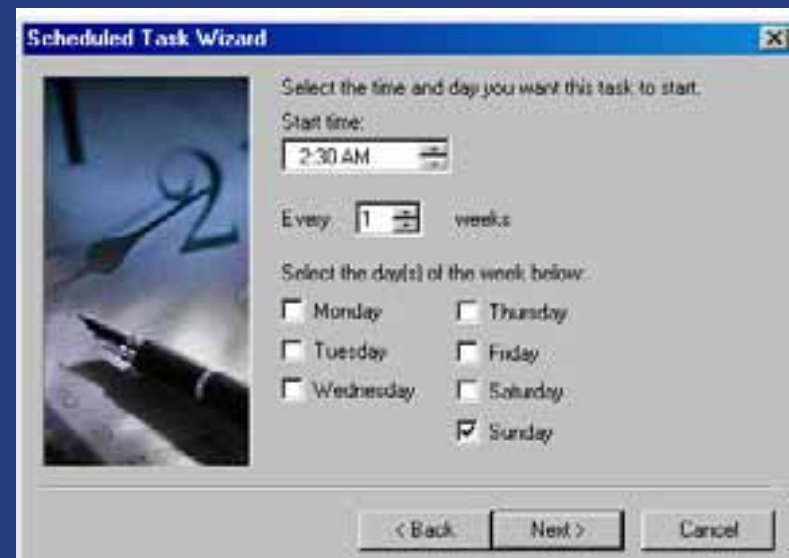 Scheduled Task Wizard
Select the time and day you want this task to start.
Start time:
2:30 AM
Every 1 weeks
Select the day(s) of the week below:
Monday
Thursday
Tuesday
Friday
Wednesday
Saturday
Sunday
< Back
Next >
Cancel
12